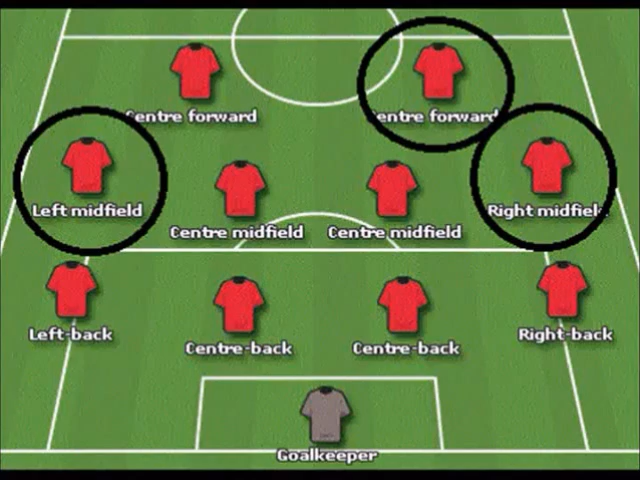 Centre forward
Centre forward
Left midfield
Centre midfield
Centre midfield
Right midfield
Left-back
Centre-back
Centre-back
Right-back
Goalkeeper